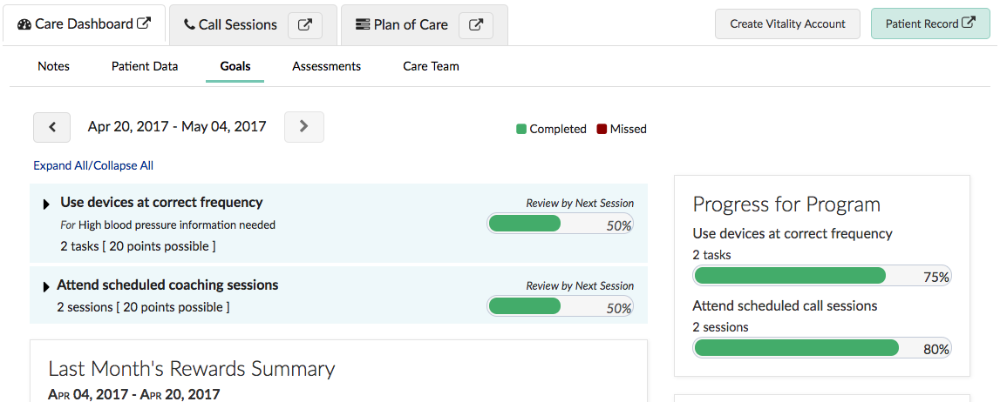 Care Dashboard
Call Sessions
Plan of Care
Create Vitality Account
Patient Record
Notes
Patient Data
Goals
Assessments
Care Team
Apr 20, 2017 - May 04, 2017
Completed
Missed
Expand All/Collapse All
Use devices at correct frequency
Review by Next Session
For High blood pressure information needed
50%
2 tasks [ 20 points possible ]
Attend scheduled coaching sessions
Review by Next Session
2 sessions [ 20 points possible ]
50%
Last Month's Rewards Summary
Apr 04, 2017 - Apr 20, 2017
Progress for Program
Use devices at correct frequency
2 tasks
75%
Attend scheduled call sessions
2 sessions
80%